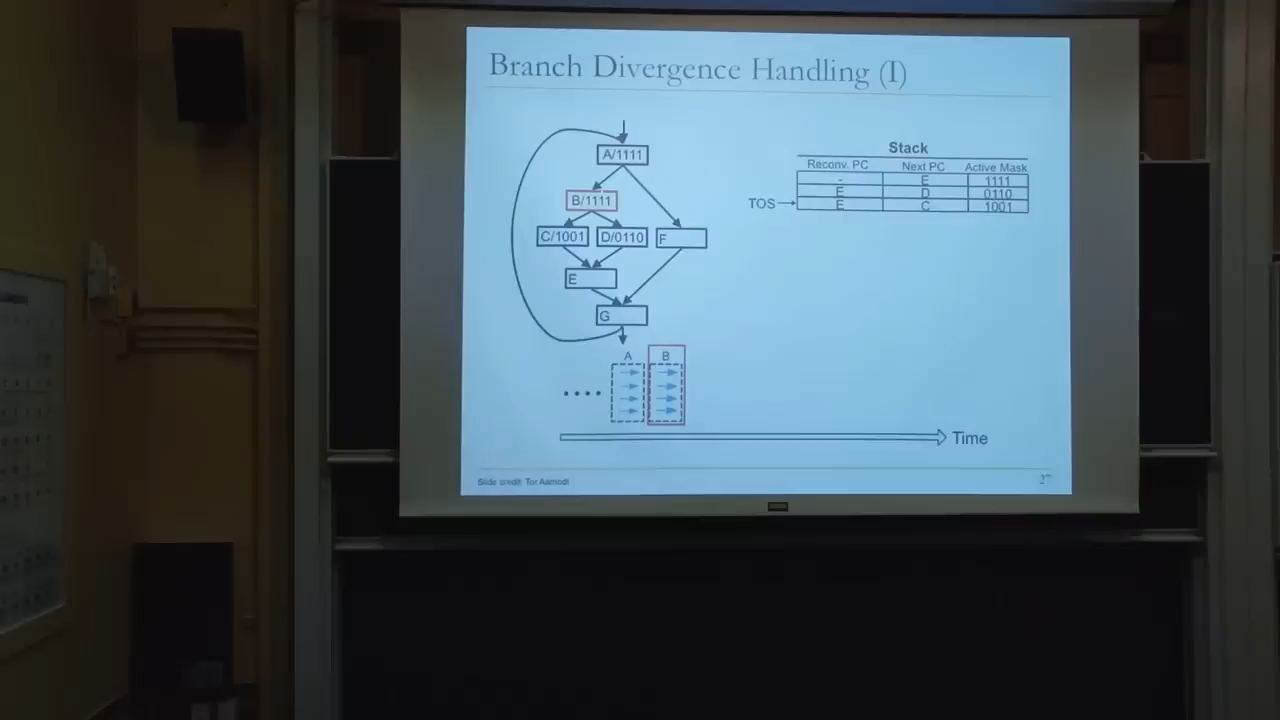 Branch Divergence Handling (I)
A/1111
B/1111
C/1001 D/0110 F
E
G
A B
Time
Stack
Reconv. PC Next PC Active Mask
- E 1111
E D 0110
TOS E C 1001
Slide credit: Tor Aamodt
27